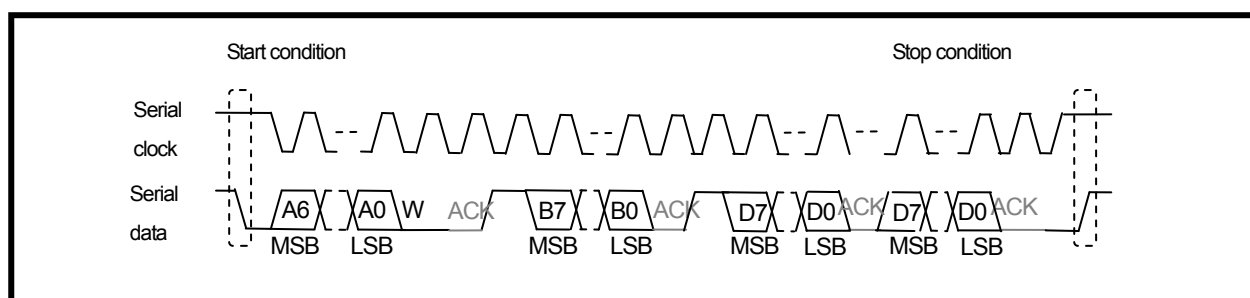 Start condition Stop condition
Serial
clock
Serial
data
A6 A0 W ACK B7 B0 ACK D7 D0 ACK D7 D0 ACK
MSB LSB MSB LSB MSB LSB MSB LSB